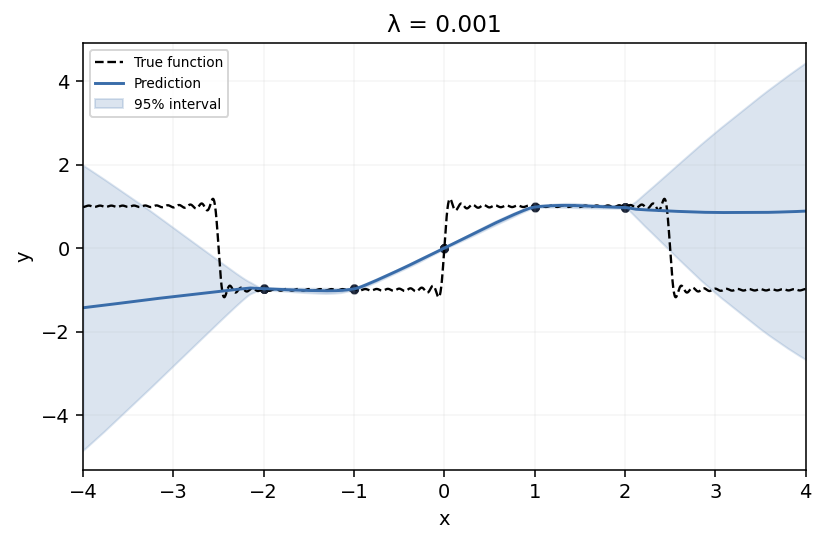 λ = 0.001
True function
Prediction
95% interval
y
4
2
0
−2
−4
−4 −3 −2 −1 0 1 2 3 4
x